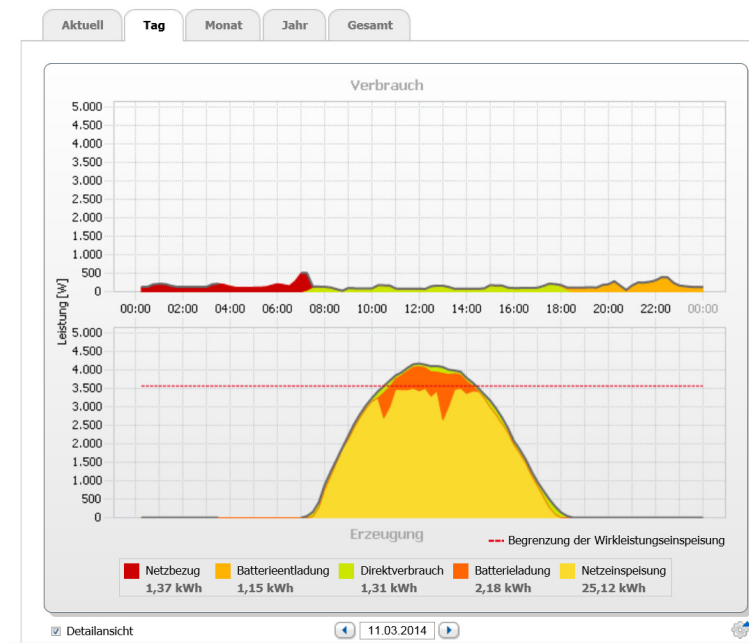 Aktuell Tag Monat Jahr Gesamt
Verbrauch
5.000
4.500
4.000
3.500
3.000
2.500
2.000
1.500
1.000
500
0
00:00 02:00 04:00 06:00 08:00 10:00 12:00 14:00 16:00 18:00 20:00 22:00 00:00
Leistung [W]
5.000
4.500
4.000
3.500
3.000
2.500
2.000
1.500
1.000
500
0
Erzeugung
Begrenzung der Wirkleistungseinspeisung
Netzbezug Batterieentladung Direktverbrauch Batterieladung Netzeinspeisung
1,37 kWh 1,15 kWh 1,31 kWh 2,18 kWh 25,12 kWh
Detailansicht 11.03.2014